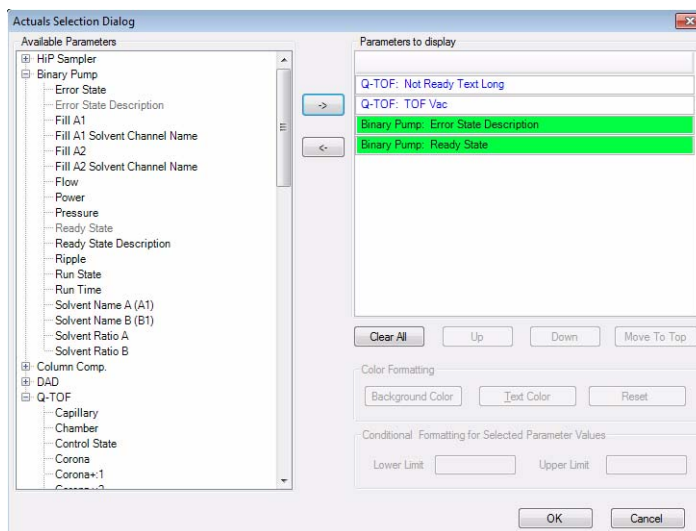 Actuals Selection Dialog
Available Parameters
HiP Sampler
Binary Pump
Error State
Error State Description
Fill A1
Fill A1 Solvent Channel Name
Fill A2
Fill A2 Solvent Channel Name
Flow
Power
Pressure
Ready State
Ready State Description
Ripple
Run State
Run Time
Solvent Name A (A1)
Solvent Name B (B1)
Solvent Ratio A
Solvent Ratio B
Column Comp.
DAD
Q-TOF
Capillary
Chamber
Control State
Corona
Corona+:1
->
<-
Parameters to display
Q-TOF: Not Ready Text Long
Q-TOF: TOF Vac
Binary Pump: Error State Description
Binary Pump: Ready State
Clear All Up Down Move To Top
Color Formatting
Background Color Text Color Reset
Conditional Formatting for Selected Parameter Values
Lower Limit Upper Limit
OK Cancel